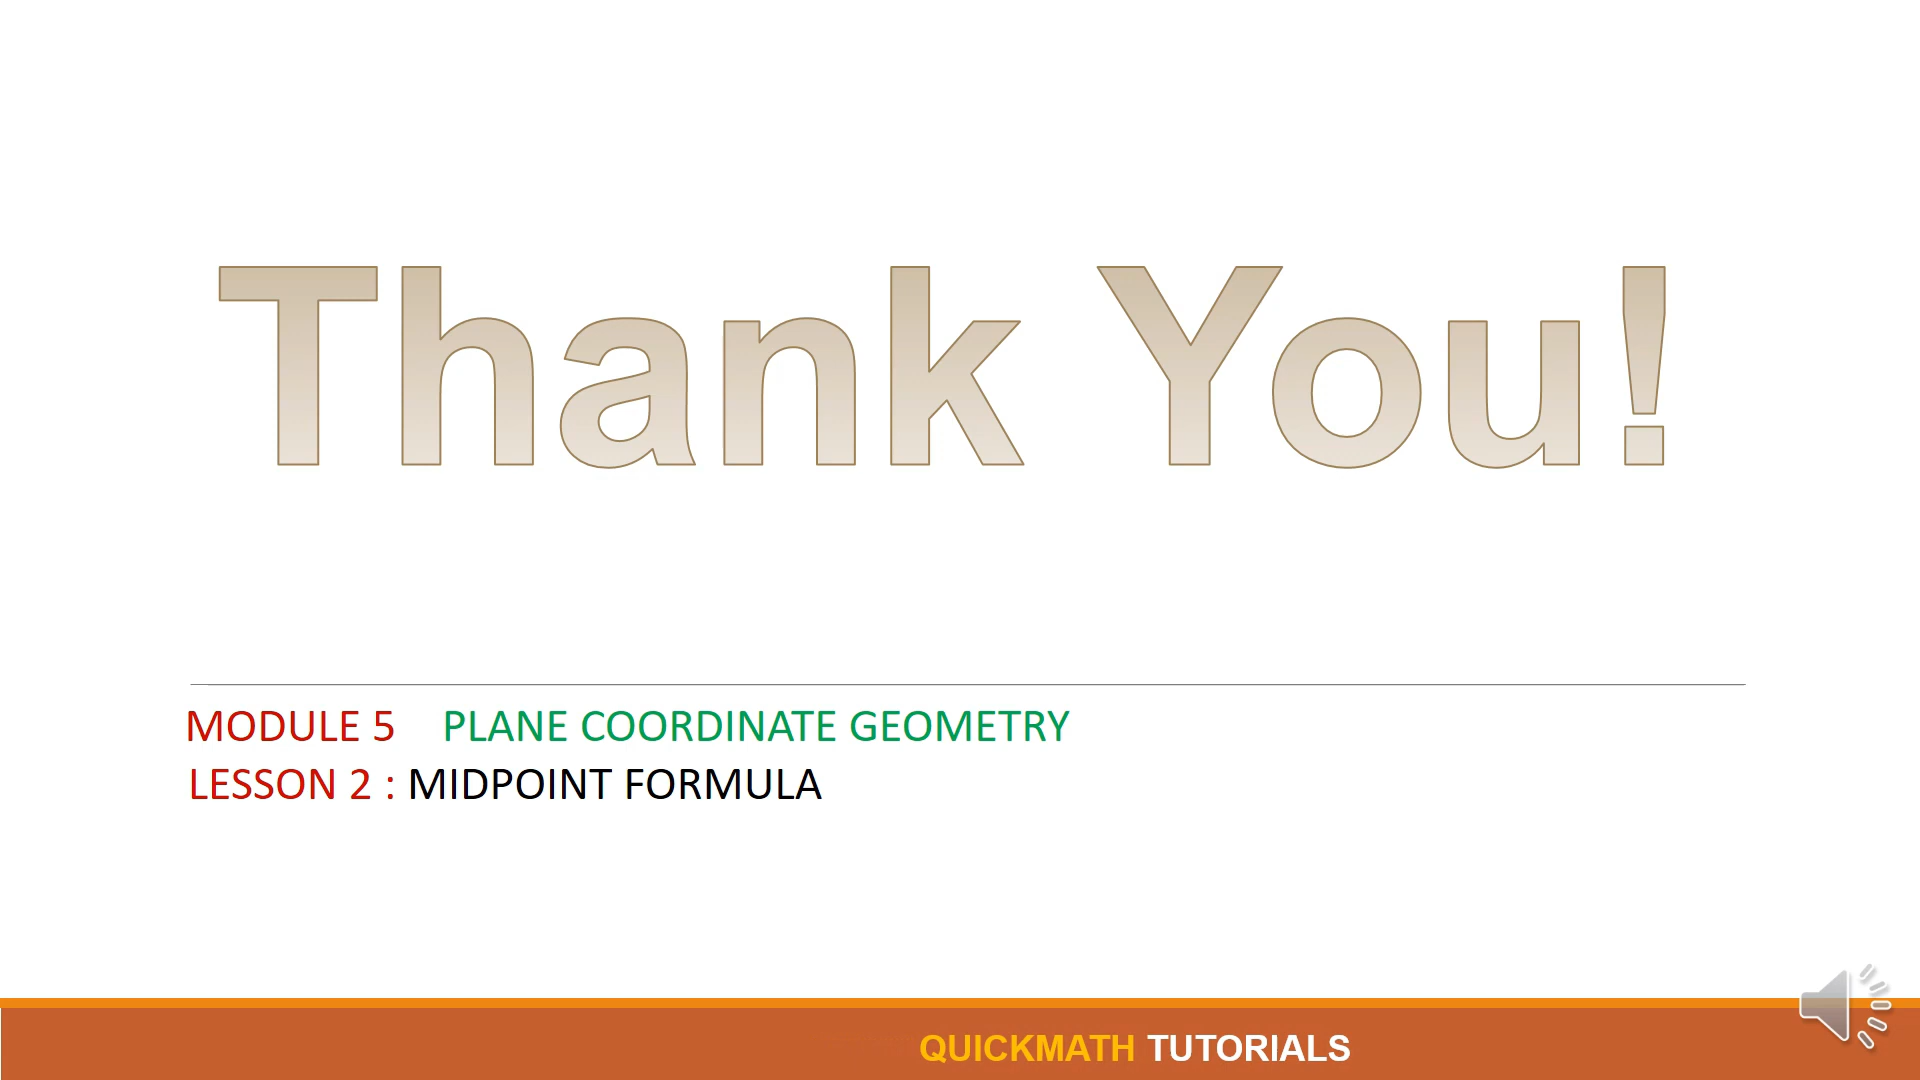 Thank You!
MODULE 5 PLANE COORDINATE GEOMETRY
LESSON 2 : MIDPOINT FORMULA
QUICKMATH TUTORIALS